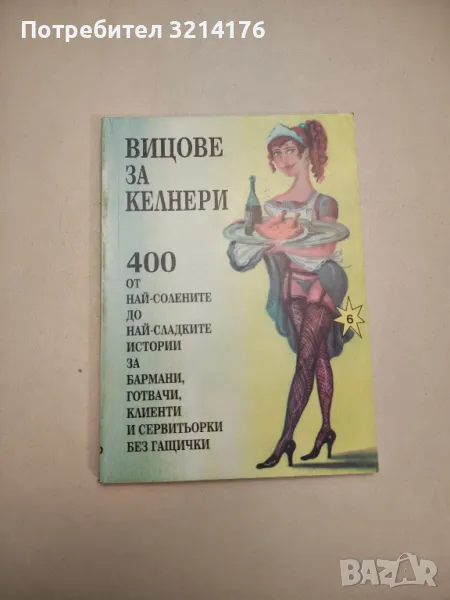 Потребител 3214176
ВИЦОВЕ
ЗА
КЕЛНЕРИ
400
ОТ
НАЙ-СОЛЕНИТЕ
ДО
НАЙ-СЛАДКИТЕ
ИСТОРИИ
ЗА
БАРМАНИ,
ГОТВАЧИ,
КЛИЕНТИ
И СЕРВИТЬОРКИ
БЕЗ ГАЩИЧКИ
6
BAZAR